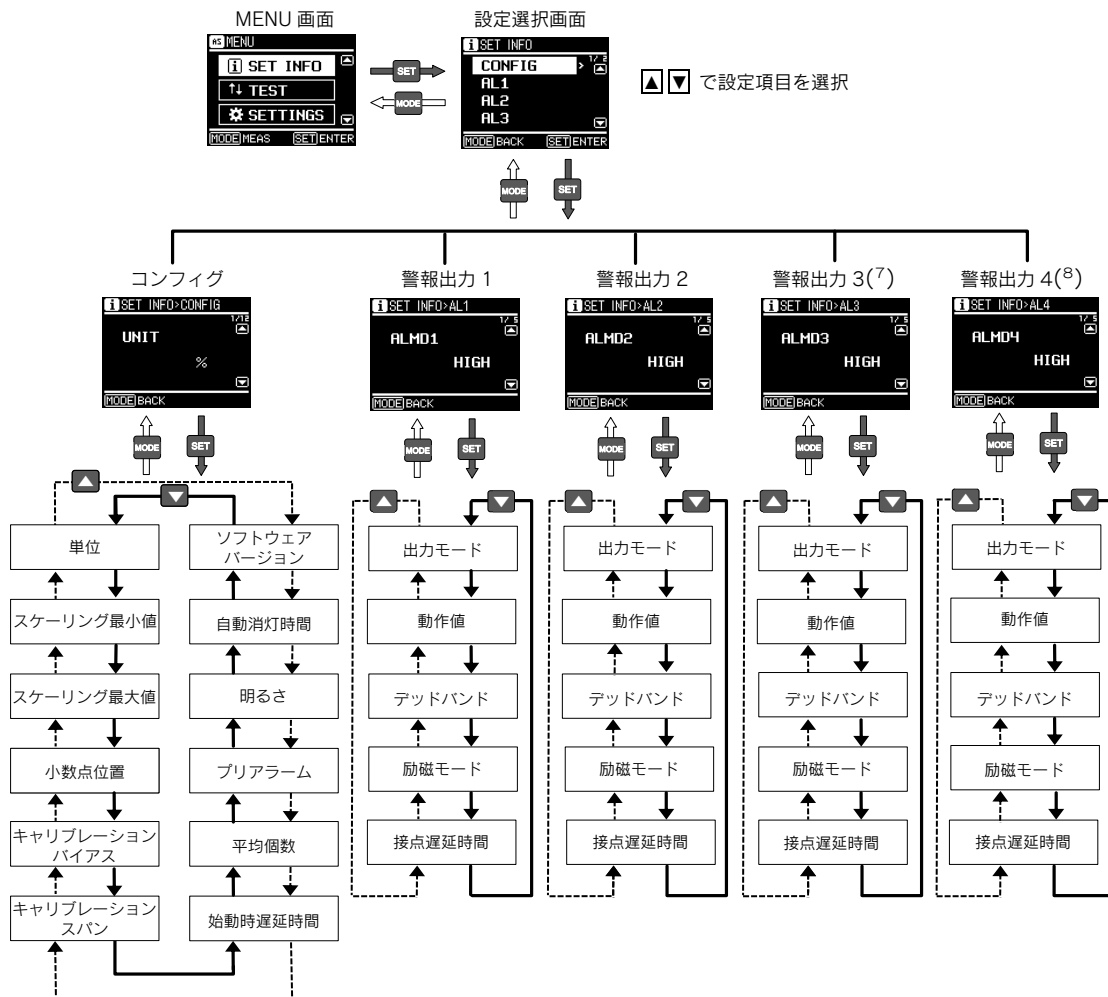 MENU 画面
AS MENU
i SET INFO
↑↓ TEST
SETTINGS
MODE MEAS SET ENTER
SET
MODE
設定選択画面
i SET INFO
1/2
CONFIG >
AL1
AL2
AL3
MODE BACK SET ENTER
▲ ▼ で設定項目を選択
MODE
SET
コンフィグ
i SET INFO>CONFIG
1/12
UNIT
%
MODE BACK
MODE
SET
警報出力 1
i SET INFO>AL1
1/5
ALMD1
HIGH
MODE BACK
MODE
SET
警報出力 2
i SET INFO>AL2
1/5
ALMD2
HIGH
MODE BACK
MODE
SET
警報出力 3(7)
i SET INFO>AL3
1/5
ALMD3
HIGH
MODE BACK
MODE
SET
警報出力 4(8)
i SET INFO>AL4
1/5
ALMD4
HIGH
MODE BACK
MODE
SET
単位
スケーリング最小値
スケーリング最大値
小数点位置
キャリブレーション
バイアス
キャリブレーション
スパン
ソフトウェア
バージョン
自動消灯時間
明るさ
プリアラーム
平均個数
始動時遅延時間
出力モード
動作値
デッドバンド
励磁モード
接点遅延時間
出力モード
動作値
デッドバンド
励磁モード
接点遅延時間
出力モード
動作値
デッドバンド
励磁モード
接点遅延時間
出力モード
動作値
デッドバンド
励磁モード
接点遅延時間